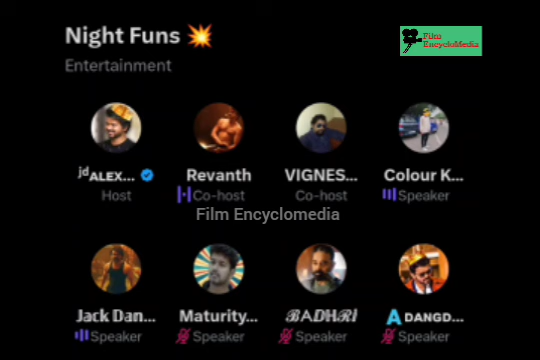 Night Funs 💥
Film
EncycluMedia
Entertainment
jdALEX...
Revanth
VIGNES...
Colour K...
Host
Co-host
Co-host
Speaker
Film Encyclomedia
Jack Dan...
Maturity...
ℬADHℛI
A DANGD...
Speaker
Speaker
Speaker
Speaker